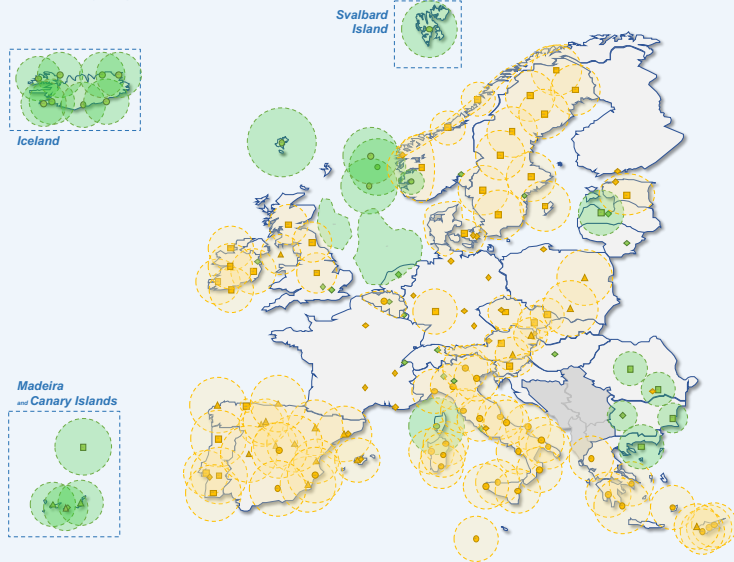 Svalbard
Island
Iceland
Madeira
and Canary Islands